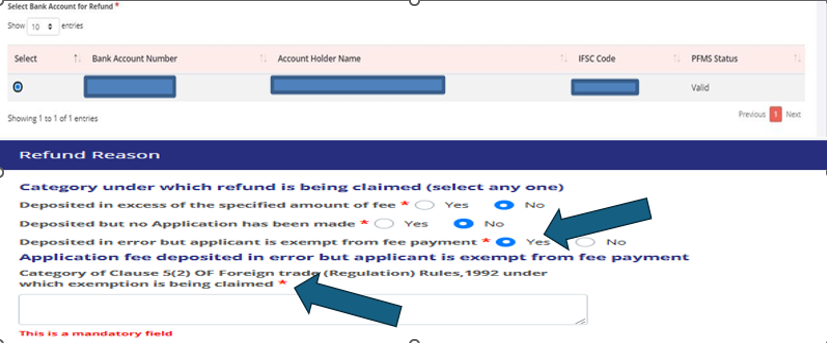 Select Bank Account for Refund *
Show 10 entries
Select Bank Account Number Account Holder Name IFSC Code PFMS Status
Valid
Showing 1 to 1 of 1 entries
Previous 1 Next
Refund Reason
Category under which refund is being claimed (select any one)
Deposited in excess of the specified amount of fee * Yes No
Deposited but no Application has been made * Yes No
Deposited in error but applicant is exempt from fee payment * Yes No
Application fee deposited in error but applicant is exempt from fee payment
Category of Clause 5(2) OF Foreign trade (Regulation) Rules,1992 under
which exemption is being claimed *
This is a mandatory field